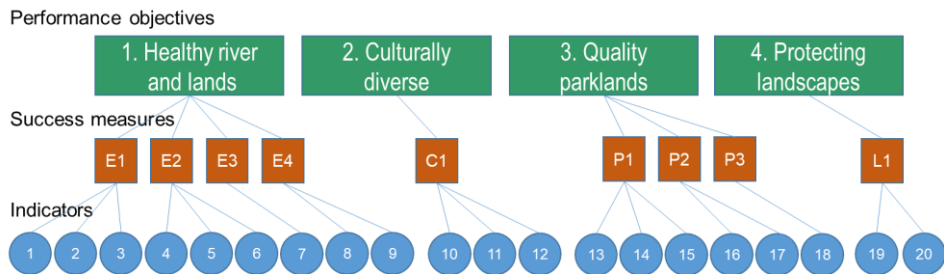 Performance objectives
1. Healthy river
and lands
2. Culturally
diverse
3. Quality
parklands
4. Protecting
landscapes
Success measures
E1 E2 E3 E4 C1 P1 P2 P3 L1
Indicators
1 2 3 4 5 6 7 8 9 10 11 12 13 14 15 16 17 18 19 20